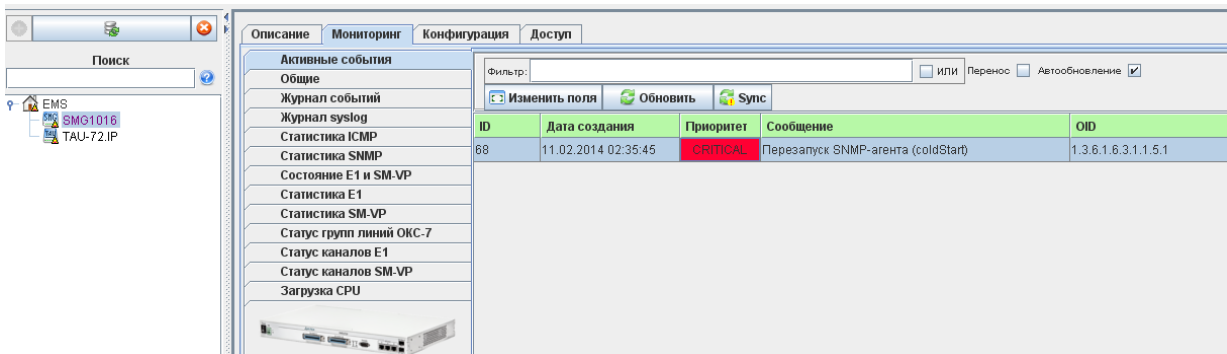 Поиск
EMS
SMG1016
TAU-72.IP
Описание Мониторинг Конфигурация Доступ
Активные события
Общие
Журнал событий
Журнал syslog
Статистика ICMP
Статистика SNMP
Состояние E1 и SM-VP
Статистика E1
Статистика SM-VP
Статус групп линий ОКС-7
Статус каналов E1
Статус каналов SM-VP
Загрузка CPU
Фильтр: ИЛИ Перенос Автообновление
Изменить поля Обновить Sync
ID Дата создания Приоритет Сообщение OID
68 11.02.2014 02:35:45 CRITICAL Перезапуск SNMP-агента (coldStart) 1.3.6.1.6.3.1.1.5.1